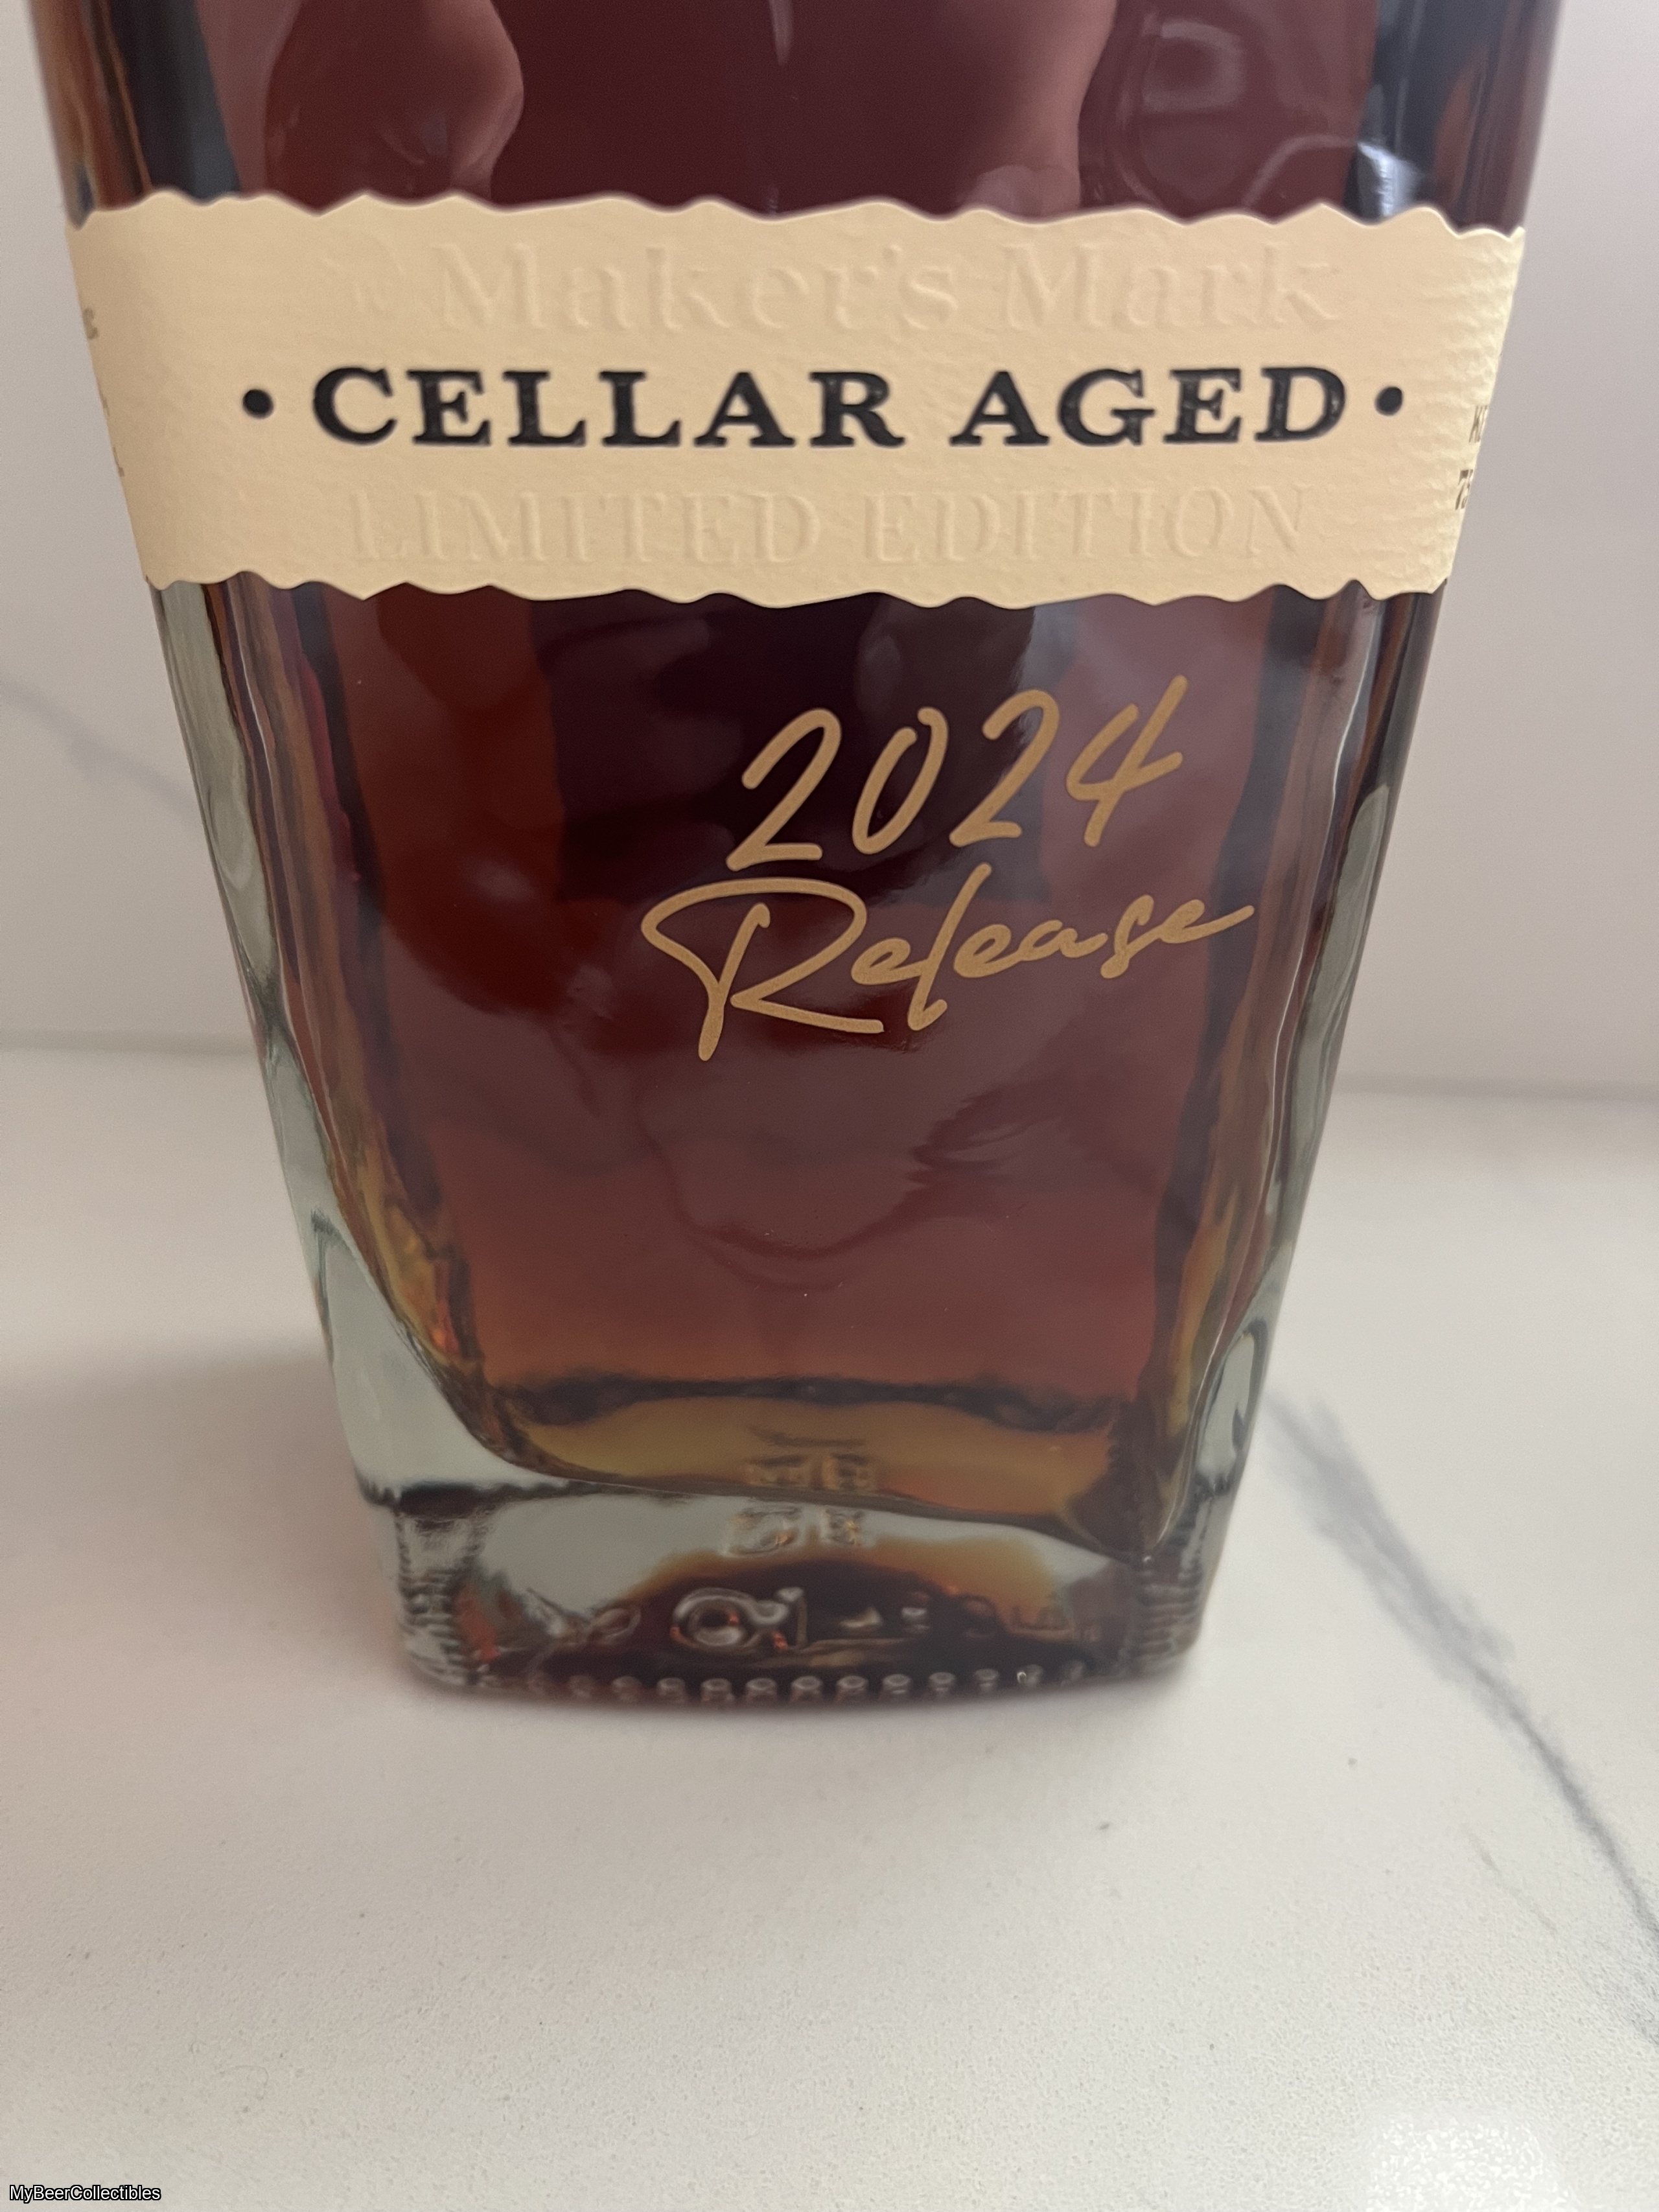 Maker's Mark
• CELLAR AGED •
LIMITED EDITION
2024
Release
MyBeerCollectibles